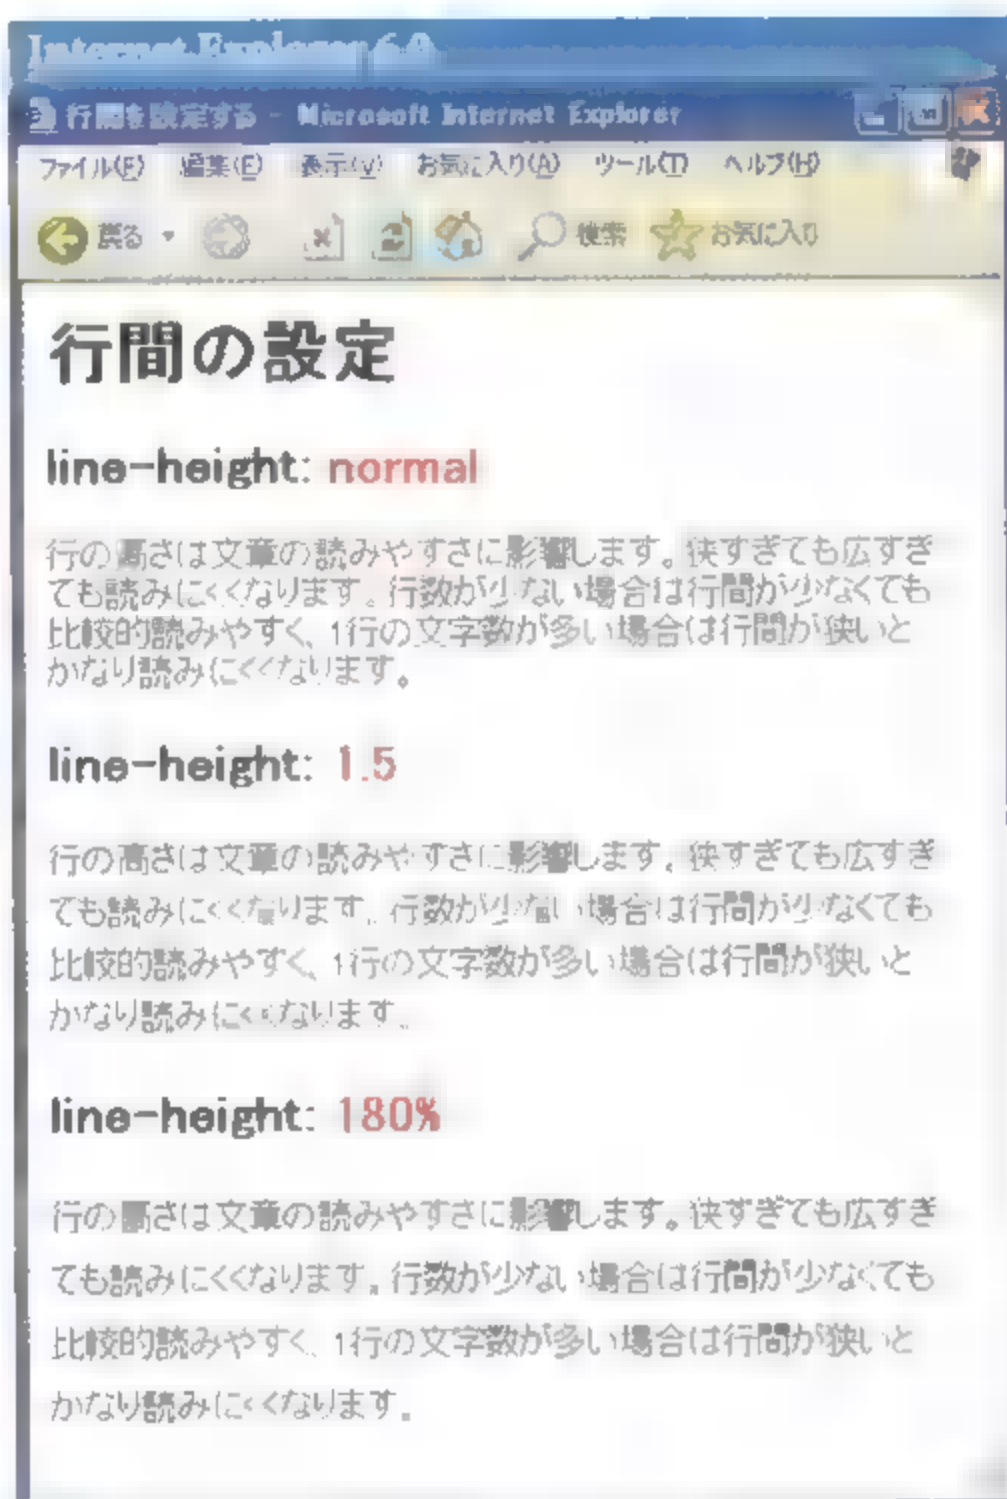 Internet Explorer 6.0
行間を設定する - Microsoft Internet Explorer
ファイル(F) 編集(E) 表示(V) お気に入り(A) ツール(T) ヘルプ(H)
戻る 検索 お気に入り
行間の設定
line-height: normal
行の高さは文章の読みやすさに影響します。狭すぎても広すぎ
ても読みにくくなります。行数が少ない場合は行間が少なくても
比較的読みやすく、1行の文字数が多い場合は行間が狭いと
かなり読みにくくなります。
line-height: 1.5
行の高さは文章の読みやすさに影響します。狭すぎても広すぎ
ても読みにくくなります。行数が少ない場合は行間が少なくても
比較的読みやすく、1行の文字数が多い場合は行間が狭いと
かなり読みにくくなります。
line-height: 180%
行の高さは文章の読みやすさに影響します。狭すぎても広すぎ
ても読みにくくなります。行数が少ない場合は行間が少なくても
比較的読みやすく、1行の文字数が多い場合は行間が狭いと
かなり読みにくくなります。